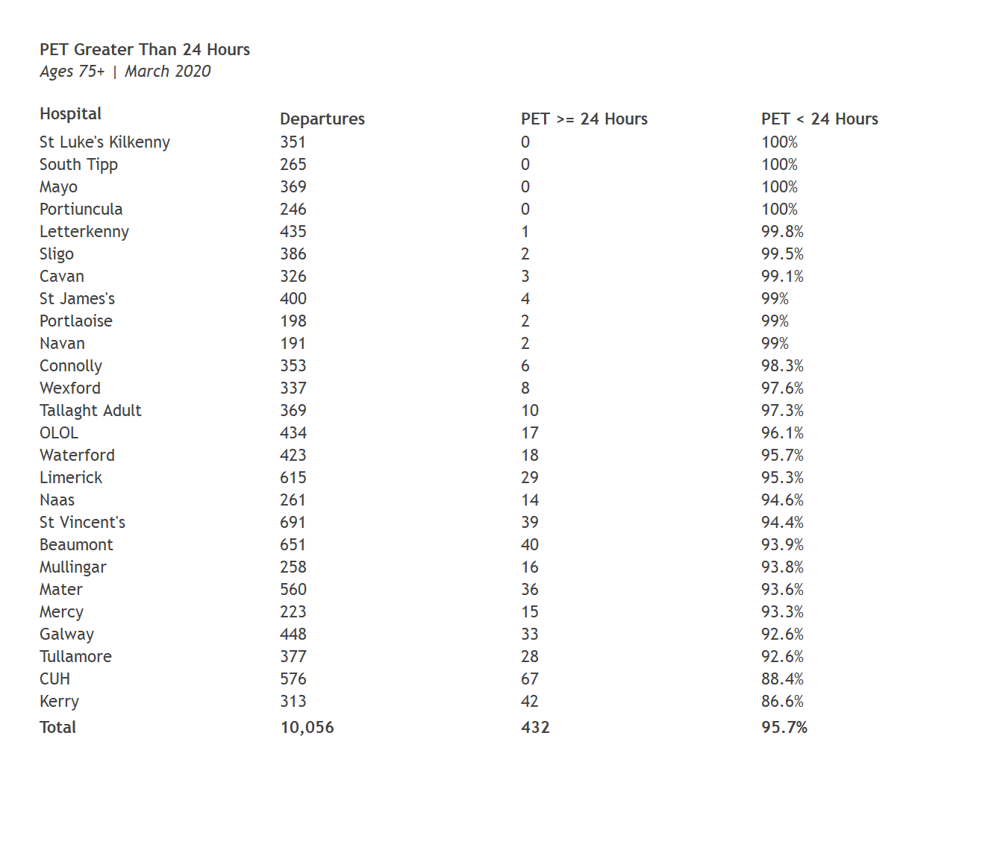 PET Greater Than 24 Hours
Ages 75+ | March 2020
Hospital Departures PET >= 24 Hours PET < 24 Hours
St Luke's Kilkenny 351 0 100%
South Tipp 265 0 100%
Mayo 369 0 100%
Portiuncula 246 0 100%
Letterkenny 435 1 99.8%
Sligo 386 2 99.5%
Cavan 326 3 99.1%
St James's 400 4 99%
Portlaoise 198 2 99%
Navan 191 2 99%
Connolly 353 6 98.3%
Wexford 337 8 97.6%
Tallaght Adult 369 10 97.3%
OLOL 434 17 96.1%
Waterford 423 18 95.7%
Limerick 615 29 95.3%
Naas 261 14 94.6%
St Vincent's 691 39 94.4%
Beaumont 651 40 93.9%
Mullingar 258 16 93.8%
Mater 560 36 93.6%
Mercy 223 15 93.3%
Galway 448 33 92.6%
Tullamore 377 28 92.6%
CUH 576 67 88.4%
Kerry 313 42 86.6%
Total 10,056 432 95.7%